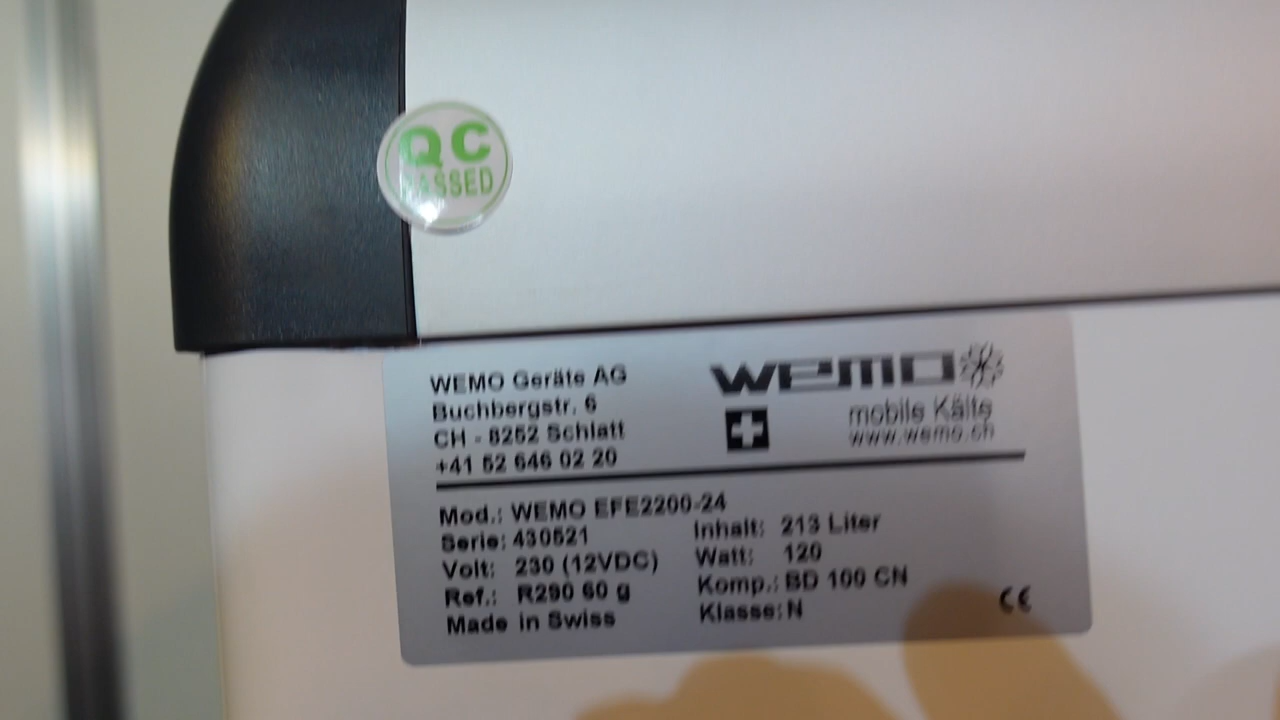 QC
PASSED
WEMO Geräte AG
Buchbergstr. 6
CH - 8252 Schlatt
+41 52 646 02 20
wemo
mobile Kälte
www.wemo.ch
Mod.: WEMO EFE2200-24
Serie: 430521
Volt: 230 (12VDC)
Ref.: R290 60 g
Made in Swiss
Inhalt: 213 Liter
Watt: 120
Komp.: BD 100 CN
Klasse: N
CE